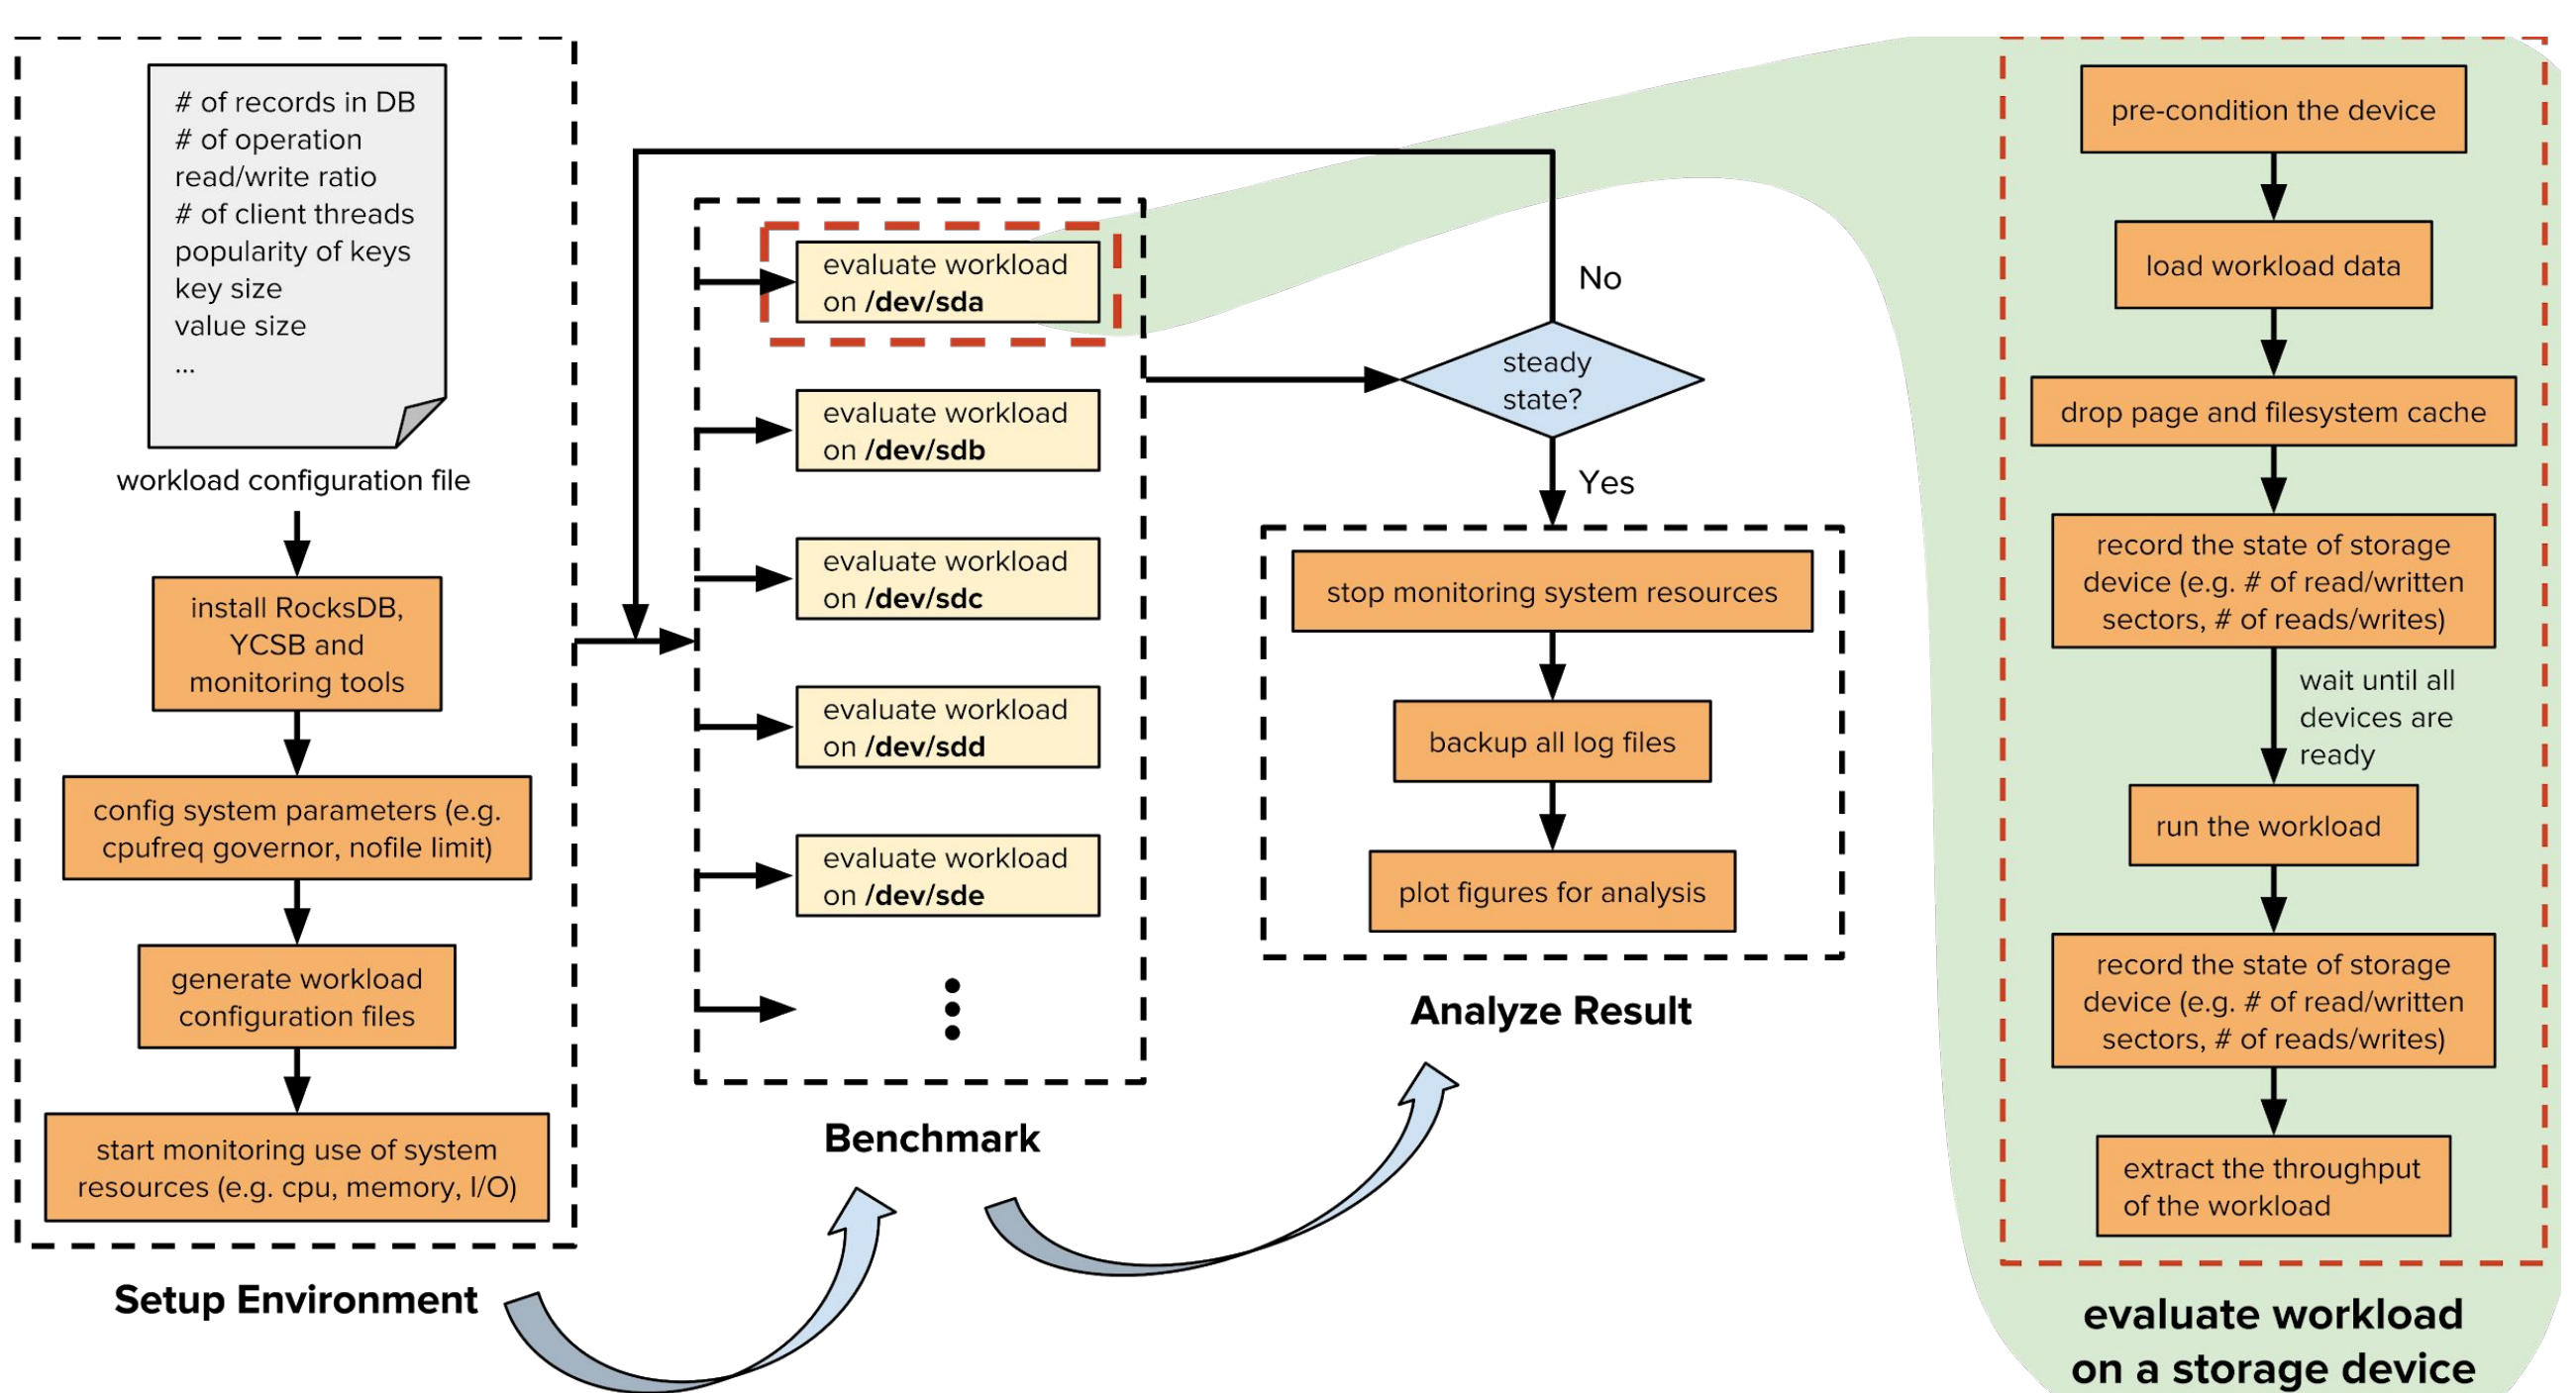 # of records in DB
# of operation
read/write ratio
# of client threads
popularity of keys
key size
value size
...
workload configuration file
install RocksDB,
YCSB and
monitoring tools
config system parameters (e.g.
cpufreq governor, nofile limit)
generate workload
configuration files
start monitoring use of system
resources (e.g. cpu, memory, I/O)
Setup Environment
evaluate workload
on /dev/sda
evaluate workload
on /dev/sdb
evaluate workload
on /dev/sdc
evaluate workload
on /dev/sdd
evaluate workload
on /dev/sde
Benchmark
steady
state?
No
Yes
stop monitoring system resources
backup all log files
plot figures for analysis
Analyze Result
pre-condition the device
load workload data
drop page and filesystem cache
record the state of storage
device (e.g. # of read/written
sectors, # of reads/writes)
wait until all
devices are
ready
run the workload
record the state of storage
device (e.g. # of read/written
sectors, # of reads/writes)
extract the throughput
of the workload
evaluate workload
on a storage device